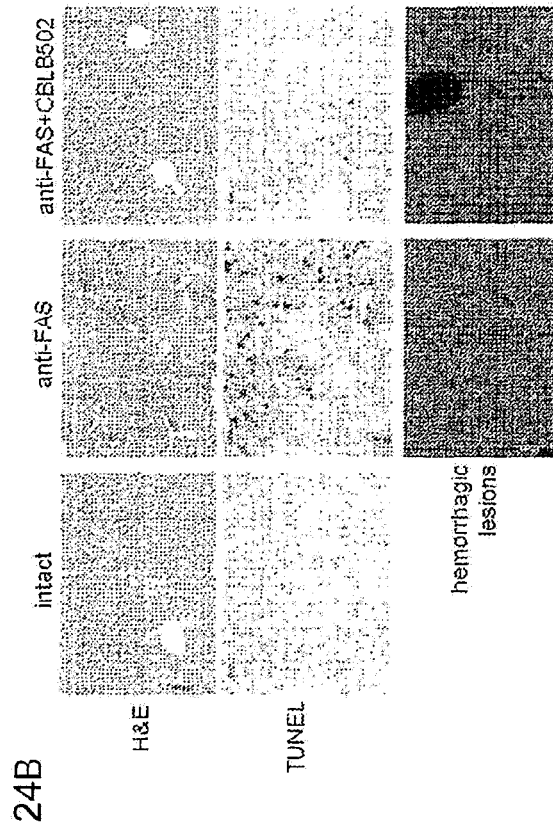 24B
intact
anti-FAS
anti-FAS+CBLB502
H&E
TUNEL
hemorrhagic
lesions